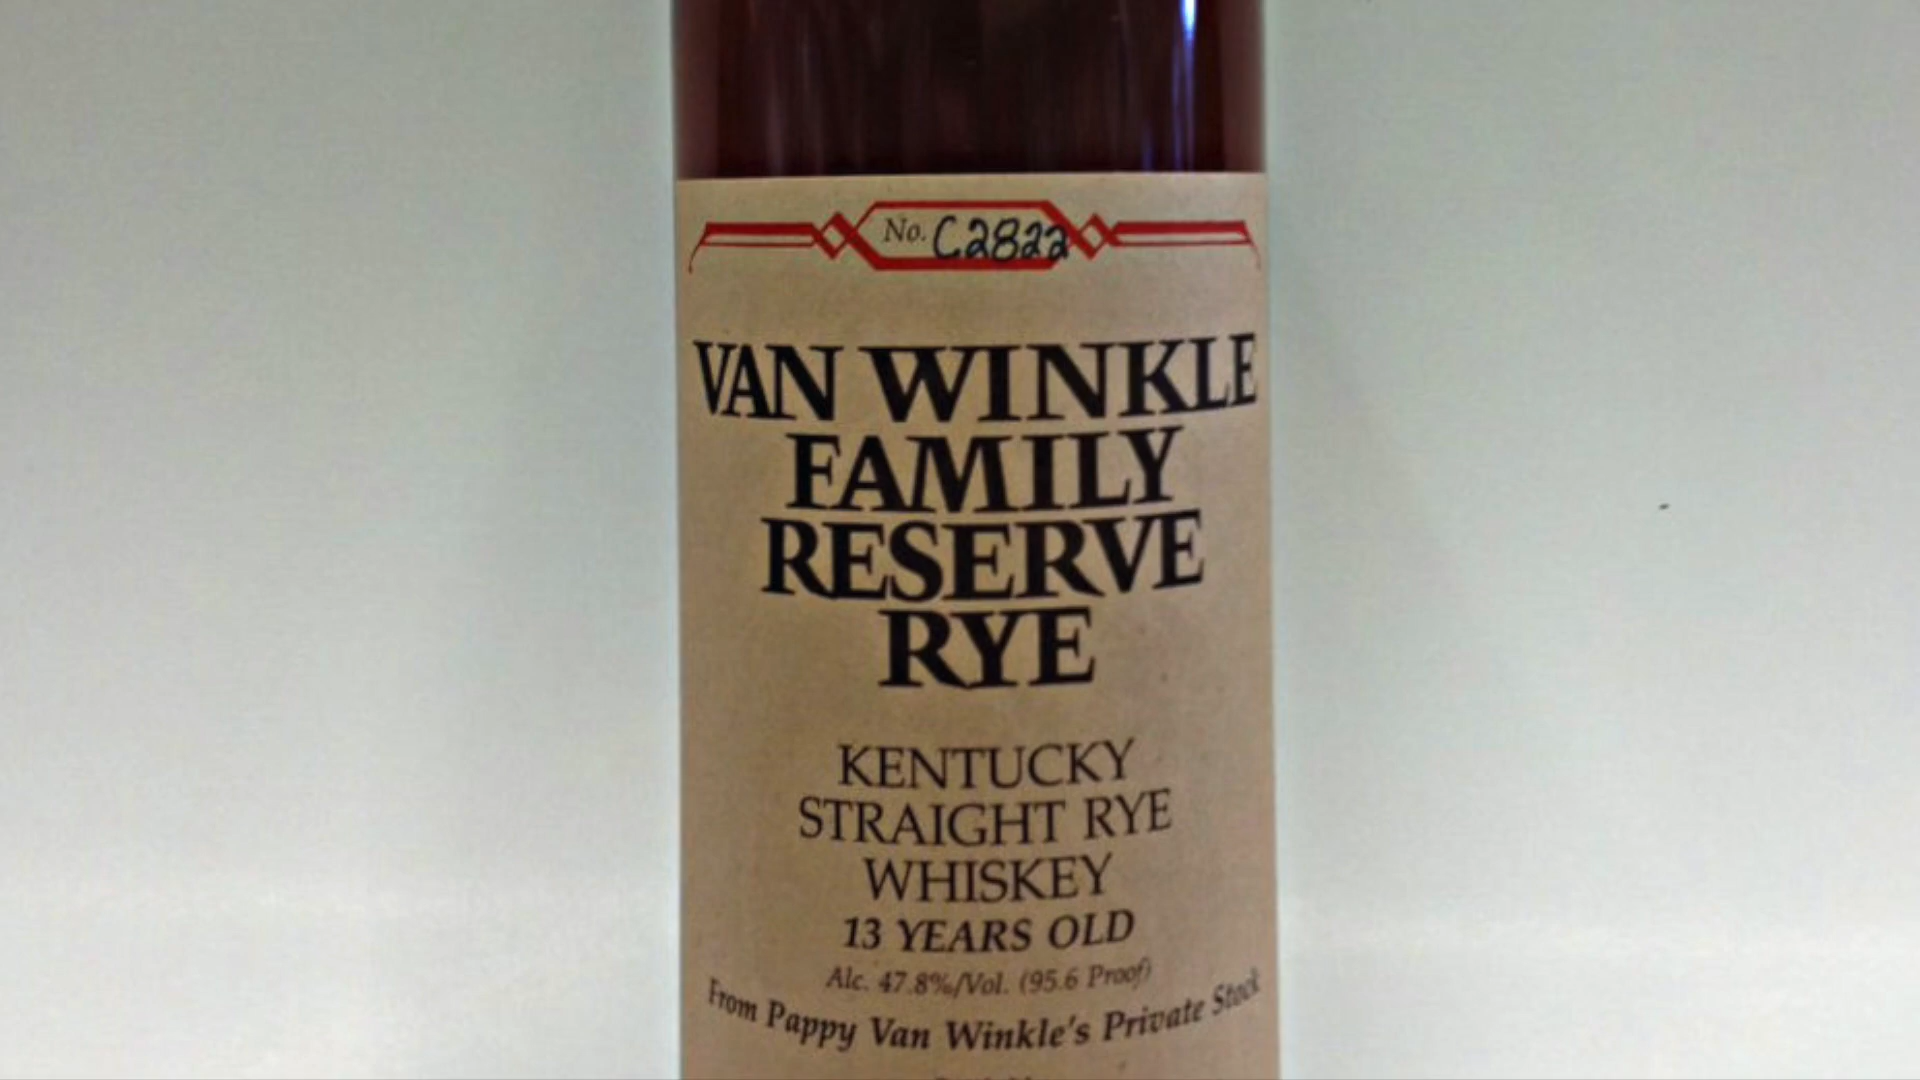 No. C2822
VAN WINKLE
FAMILY
RESERVE
RYE
KENTUCKY
STRAIGHT RYE
WHISKEY
13 YEARS OLD
Alc. 47.8%/Vol. (95.6 Proof)
From Pappy Van Winkle's Private Stock